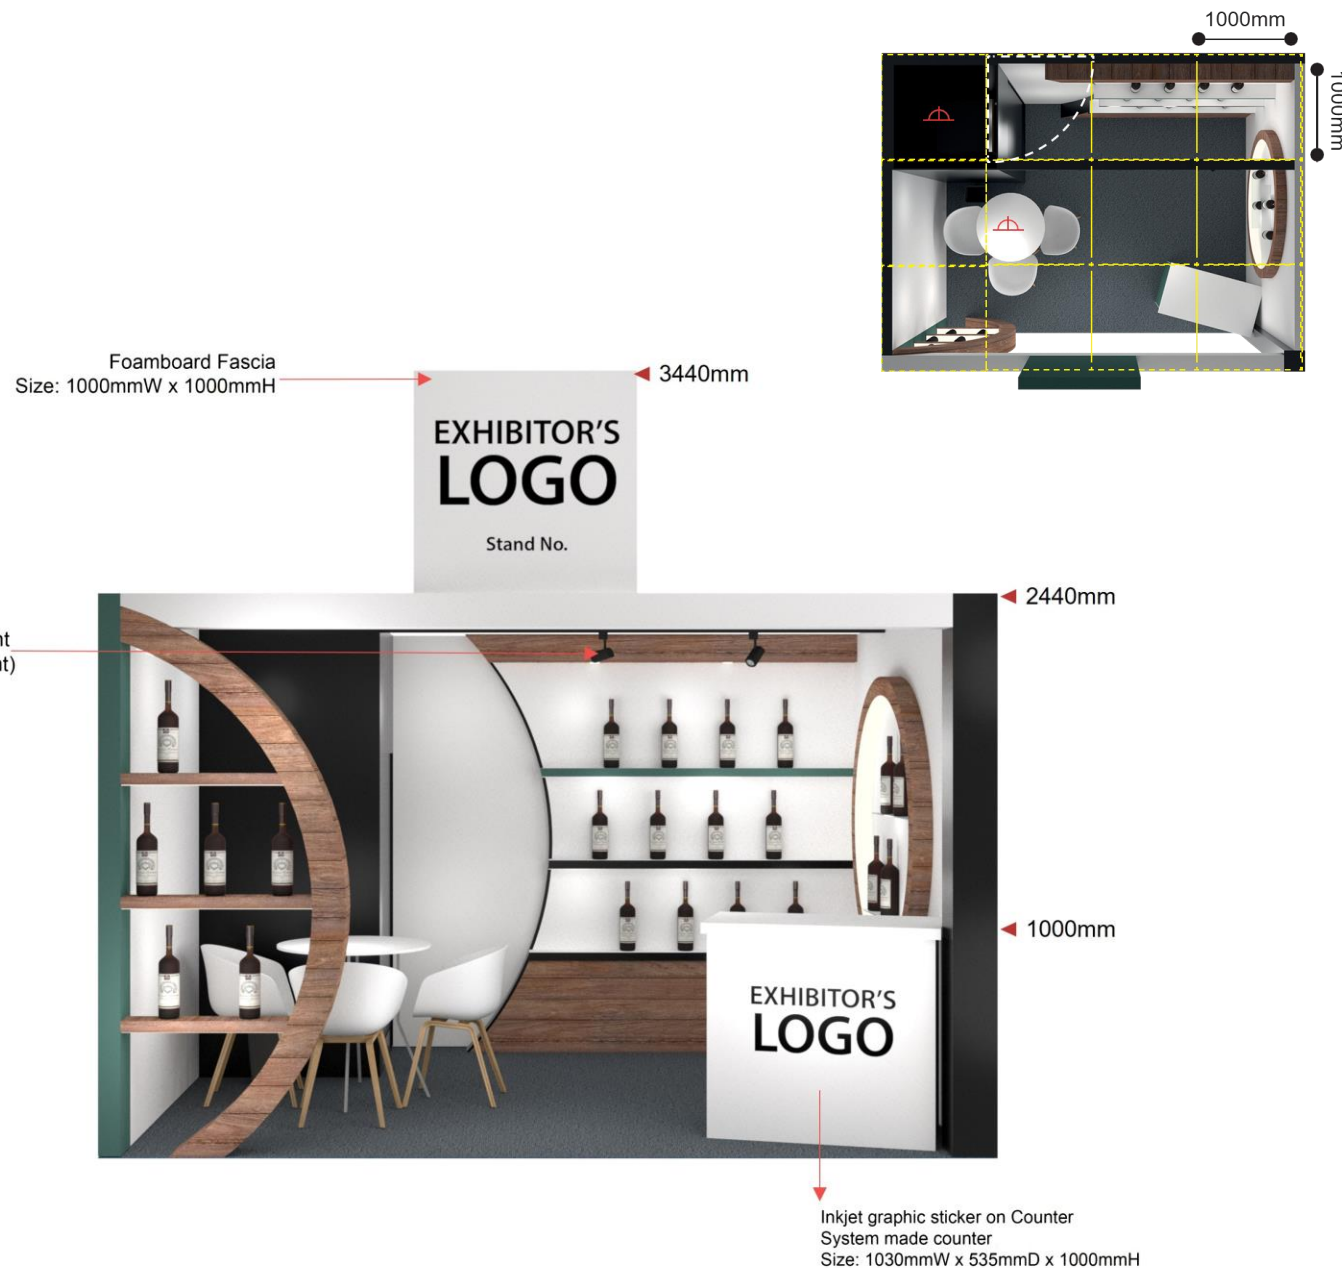 1000mm
1000mm
Foamboard Fascia
Size: 1000mmW x 1000mmH
3440mm
EXHIBITOR'S
LOGO
Stand No.
2440mm
1000mm
EXHIBITOR'S
LOGO
Inkjet graphic sticker on Counter
System made counter
Size: 1030mmW x 535mmD x 1000mmH